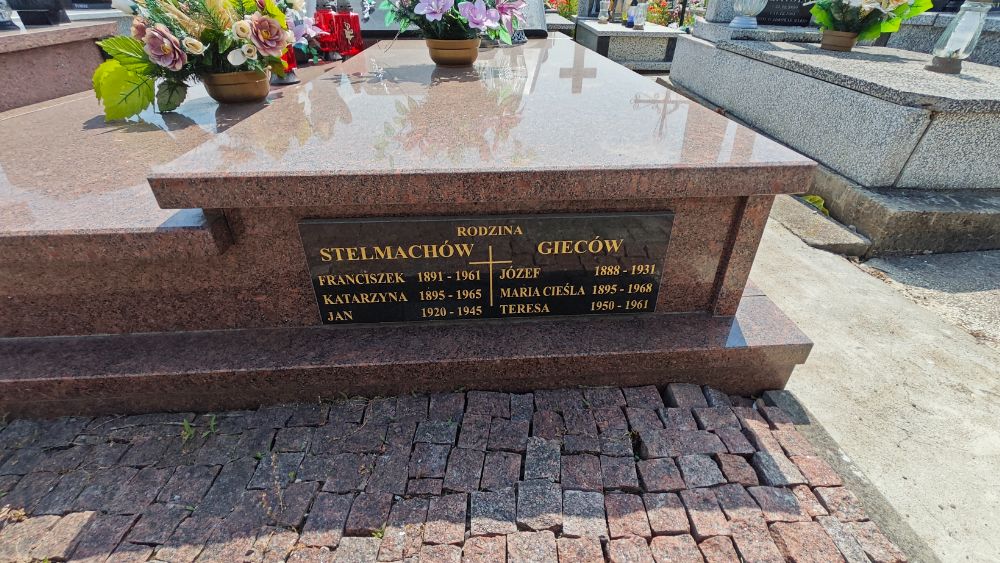 RODZINA
STELMACHÓW GIECÓW
FRANCISZEK 1891 - 1961 JÓZEF 1888 - 1931
KATARZYNA 1895 - 1965 MARIA CIEŚLA 1895 - 1968
JAN 1920 - 1945 TERESA 1950 - 1961